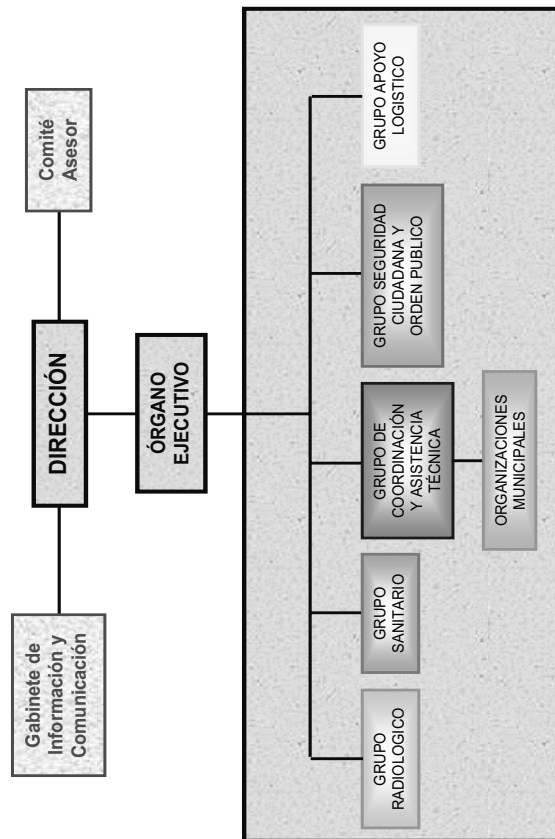 Gabinete de
Información y
Comunicación
DIRECCIÓN
Comité
Asesor
ÓRGANO
EJECUTIVO
GRUPO
RADIOLOGICO
GRUPO
SANITARIO
GRUPO DE
COORDINACIÓN
Y ASISTENCIA
TÉCNICA
GRUPO SEGURIDAD
CIUDADANA Y
ORDEN PUBLICO
GRUPO APOYO
LOGISTICO
ORGANIZACIONES
MUNICIPALES